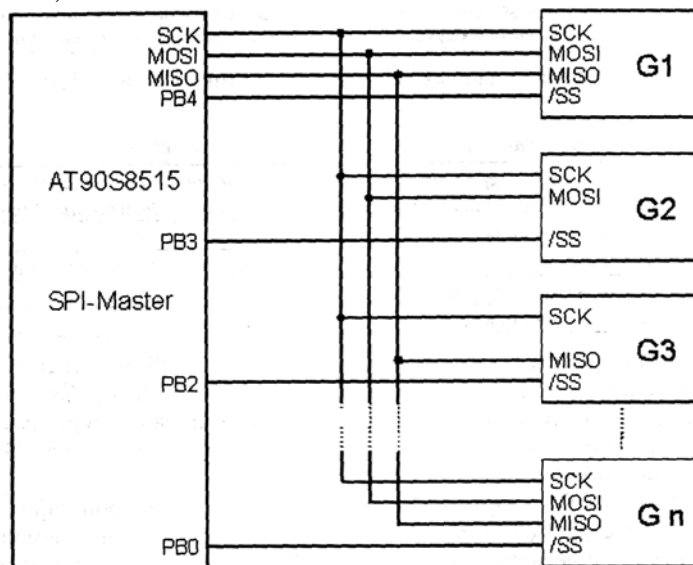 SCK
MOSI
MISO
PB4
AT90S8515
PB3
SPI-Master
PB2
PB0
SCK
MOSI
MISO
/SS
G1
SCK
MOSI
/SS
G2
SCK
MISO
/SS
G3
SCK
MOSI
MISO
/SS
G n